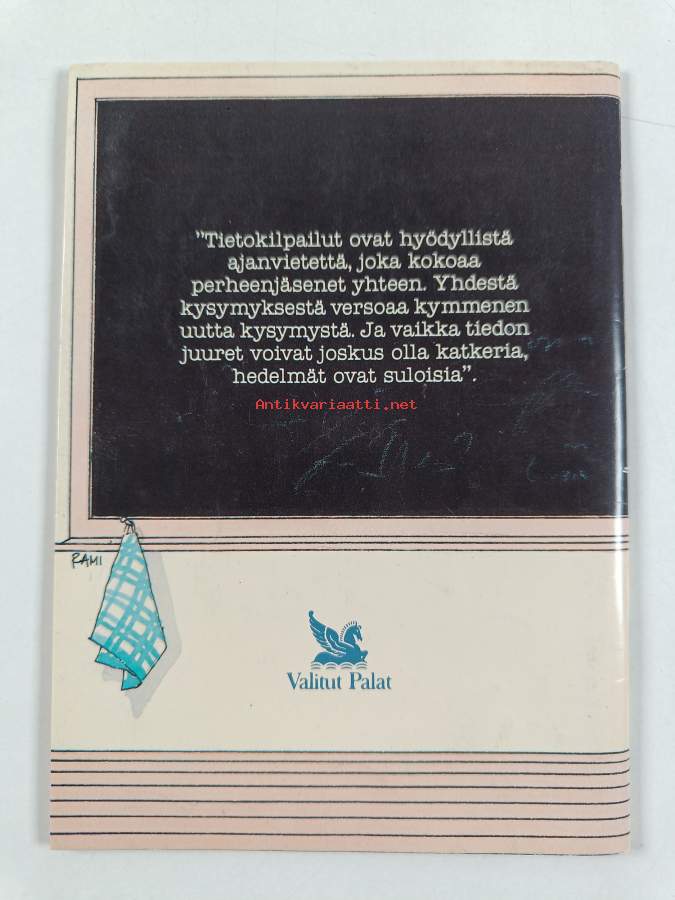 "Tietokilpailut ovat hyödyllistä
ajanvietettä, joka kokoaa
perheenjäsenet yhteen. Yhdestä
kysymyksestä versoaa kymmenen
uutta kysymystä. Ja vaikka tiedon
juuret voivat joskus olla katkeria,
hedelmät ovat suloisia".
Antikvariaatti.net
RAMI
Valitut Palat